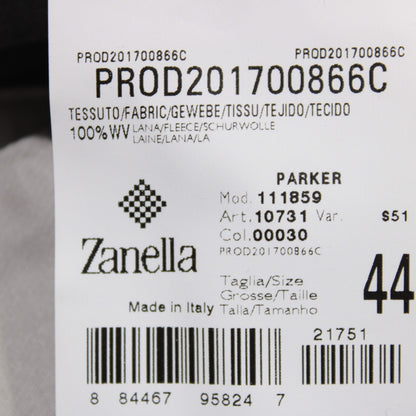 PROD201700866C PROD201700866C
PROD201700866C
TESSUTO/FABRIC/GEWEBE/TISSU/TEJIDO/TECIDO
100%WV LANA/FLEECE/SCHURWOLLE
LAINE/LANA/LA
PARKER
Mod. 111859
Art. 10731 Var. $51
Col. 00030
PROD201700866C
Zanella
Taglia/Size
Grosse/Taille
Talla/Tamanho
44
Made in Italy
21751
8 84467 95824 7